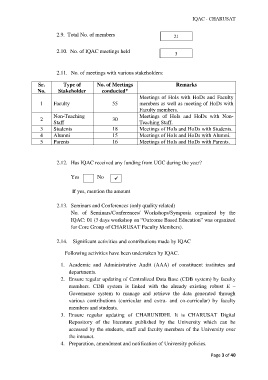 IQAC - CHARUSAT
2.9. Total No. of members 21
2.10. No. of IQAC meetings held 3
2.11. No. of meetings with various stakeholders:
Sr. No. Type of Stakeholder No. of Meetings conducted* Remarks
1 Faculty 55 Meetings of HoIs with HoDs and Faculty members as well as meeting of HoDs with Faculty members.
2 Non-Teaching Staff 30 Meetings of HoIs and HoDs with Non-Teaching Staff.
3 Students 18 Meetings of HoIs and HoDs with Students.
4 Alumni 15 Meetings of HoIs and HoDs with Alumni.
5 Parents 16 Meetings of HoIs and HoDs with Parents.
2.12. Has IQAC received any funding from UGC during the year?
Yes No ✓
If yes, mention the amount
2.13. Seminars and Conferences (only quality related)
No. of Seminars/Conferences/ Workshops/Symposia organized by the
IQAC: 01 (5 days workshop on "Outcome Based Education" was organized
for Core Group of CHARUSAT Faculty Members).
2.14. Significant activities and contributions made by IQAC
Following activities have been undertaken by IQAC.
1. Academic and Administrative Audit (AAA) of constituent institutes and
departments.
2. Ensure regular updating of Centralized Data Base (CDB system) by faculty
members. CDB system is linked with the already existing robust E –
Governance system to manage and retrieve the data generated through
various contributions (curricular and extra- and co-curricular) by faculty
members and students.
3. Ensure regular updating of CHARUNIDHI. It is CHARUSAT Digital
Repository of the literature published by the University which can be
accessed by the students, staff and faculty members of the University over
the intranet.
4. Preparation, amendment and notification of University policies.
Page 3 of 40